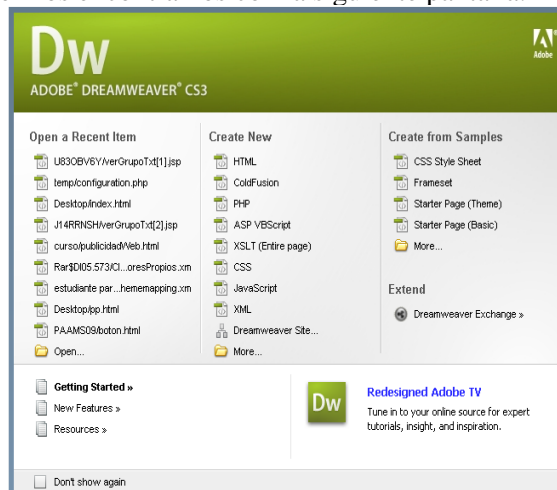 Dw
Adobe
ADOBE® DREAMWEAVER® CS3
Open a Recent Item
U83OBV6Y/verGrupoTxt[1].jsp
temp/configuration.php
Desktop/index.html
J14RRNSH/verGrupoTxt[2].jsp
curso/publicidadWeb.html
Rar$DI05.573/Cl...oresPropios.xm
estudiante par...hememapping.xm
Desktop/pp.html
PAAMS09/boton.html
Open...
Create New
HTML
ColdFusion
PHP
ASP VBScript
XSLT (Entire page)
CSS
JavaScript
XML
Dreamweaver Site...
More...
Create from Samples
CSS Style Sheet
Frameset
Starter Page (Theme)
Starter Page (Basic)
More...
Extend
Dreamweaver Exchange »
Getting Started »
New Features »
Resources »
Dw
Redesigned Adobe TV
Tune in to your online source for expert
tutorials, insight, and inspiration.
Don't show again